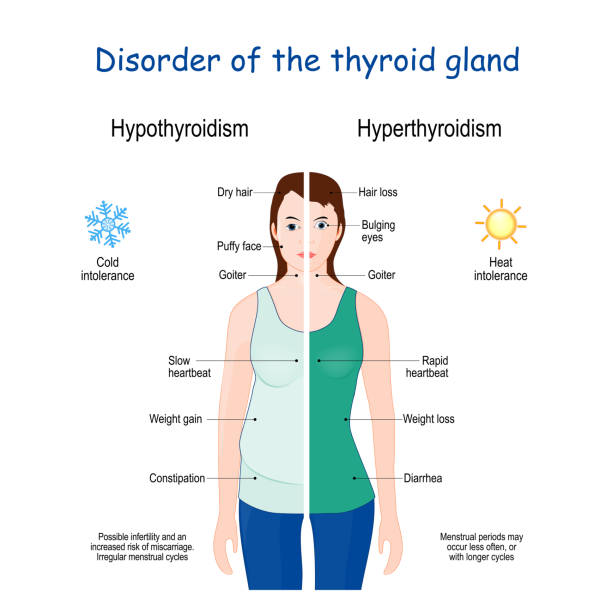 Disorder of the thyroid gland
Hypothyroidism
Hyperthyroidism
Dry hair
Hair loss
Bulging
eyes
Puffy face
Cold
intolerance
Heat
intolerance
Goiter
Goiter
Slow
heartbeat
Rapid
heartbeat
Weight gain
Weight loss
Constipation
Diarrhea
Possible infertility and an
increased risk of miscarriage.
Irregular menstrual cycles
Menstrual periods may
occur less often, or
with longer cycles